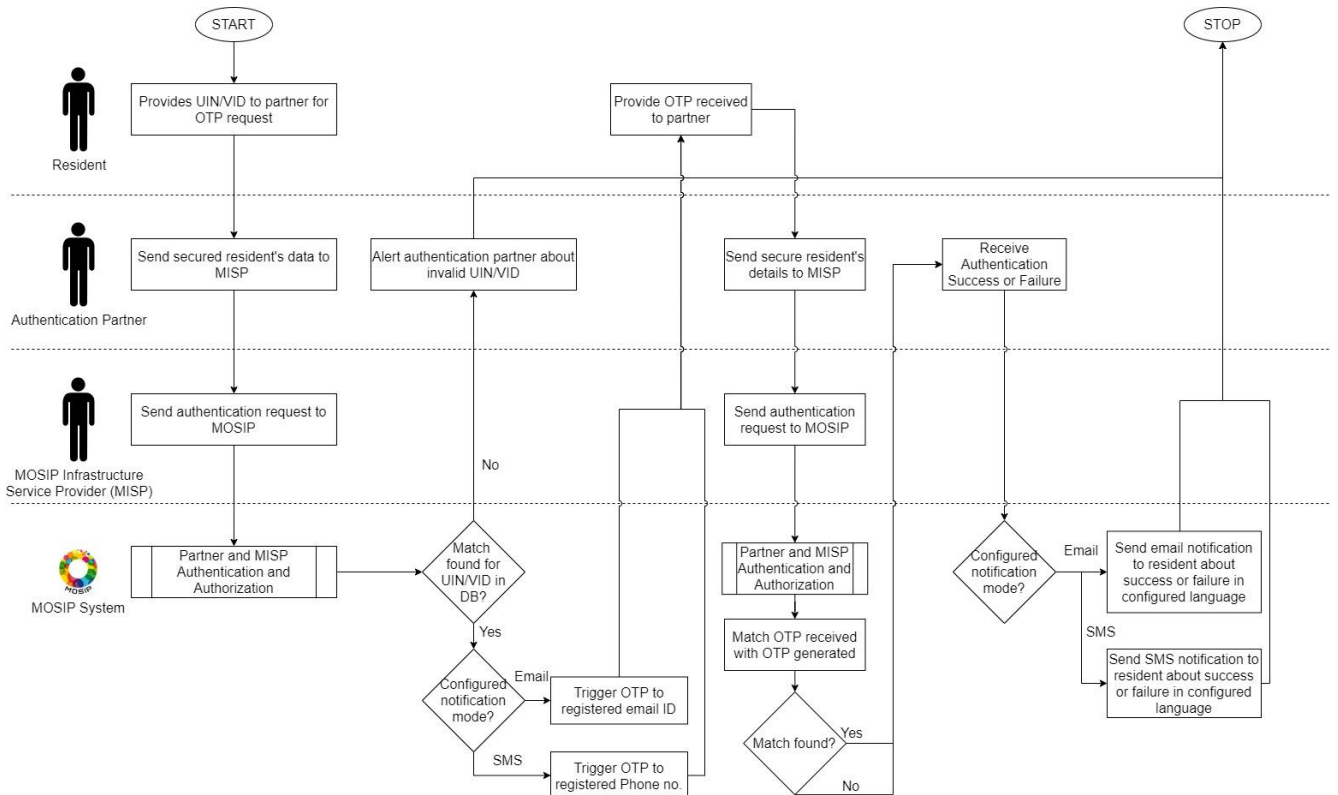 START
STOP
Provides UIN/VID to partner for
OTP request
Provide OTP received
to partner
Resident
Send secured resident's data to
MISP
Alert authentication partner about
invalid UIN/VID
Send secure resident's
details to MISP
Receive
Authentication
Success or Failure
Authentication Partner
Send authentication request to
MOSIP
Send authentication
request to MOSIP
No
MOSIP Infrastructure
Service Provider (MISP)
Partner and MISP
Authentication and
Authorization
Match
found for
UIN/VID in
DB?
Partner and MISP
Authentication and
Authorization
Configured
notification
mode?
Email
Send email notification
to resident about
success or failure in
configured language
MOSIP
MOSIP System
Yes
Match OTP received
with OTP generated
SMS
Send SMS notification to
resident about success
or failure in configured
language
Configured
notification
mode?
Email
Trigger OTP to
registered email ID
SMS
Trigger OTP to
registered Phone no.
Match found?
Yes
No